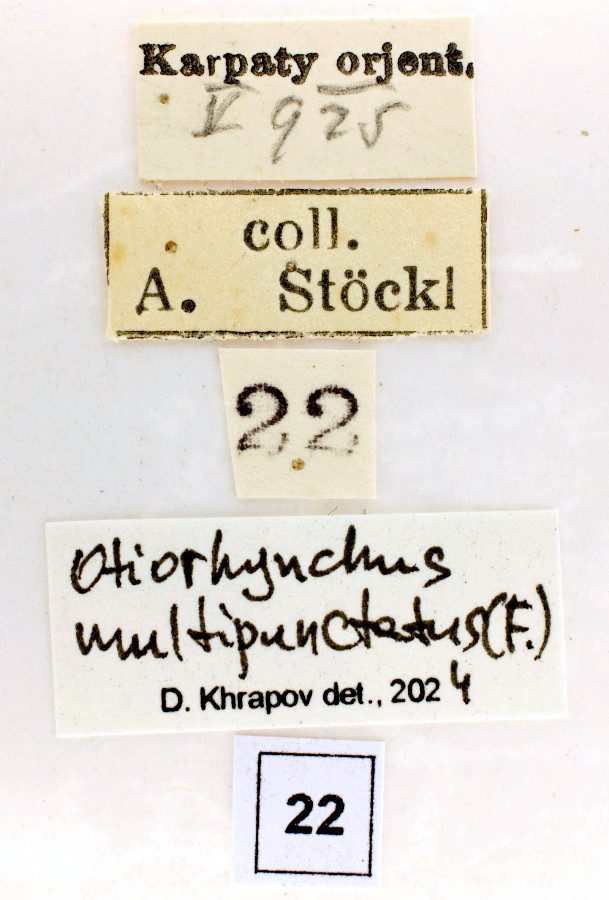 Karpaty orjent.
V 925
coll.
A. Stöckl
22
Otiorhynchus
multipunctatus (F.)
D. Khrapov det., 2024
22